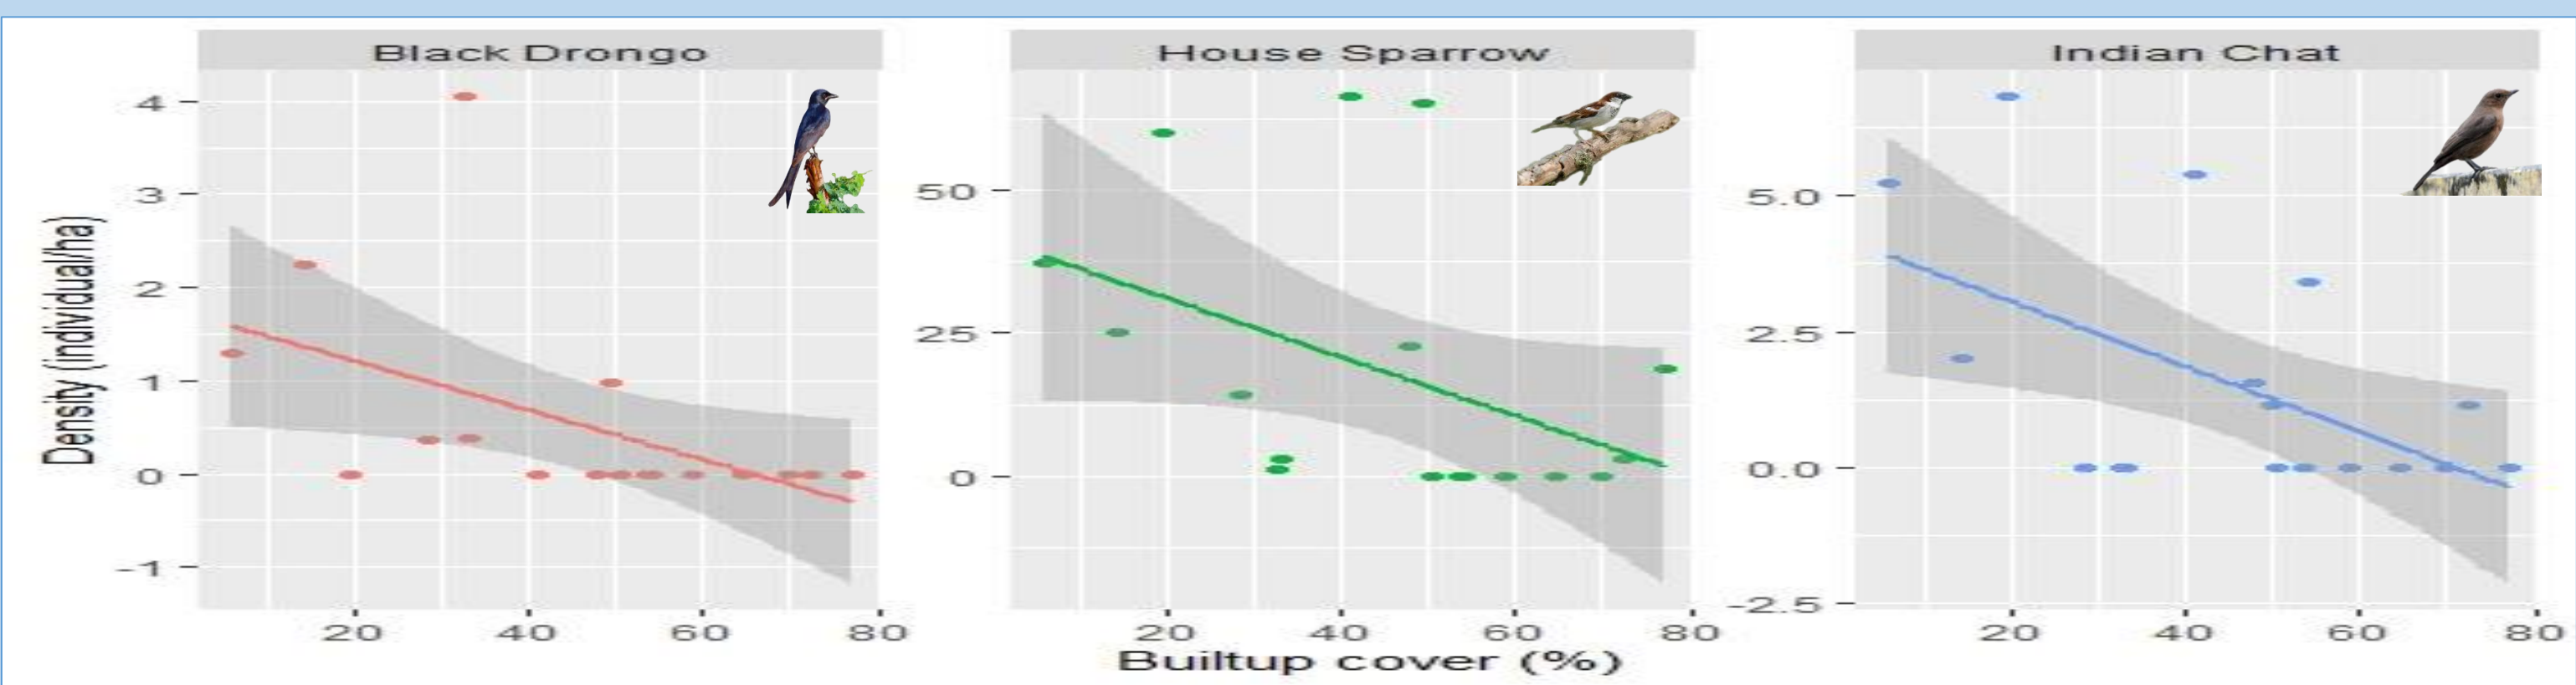 Black Drongo
House Sparrow
Indian Chat
Density (individual/ha)
4
3
2
1
0
-1
50
25
0
5.0
2.5
0.0
-2.5
20 40 60 80
20 40 60 80
20 40 60 80
Builtup cover (%)